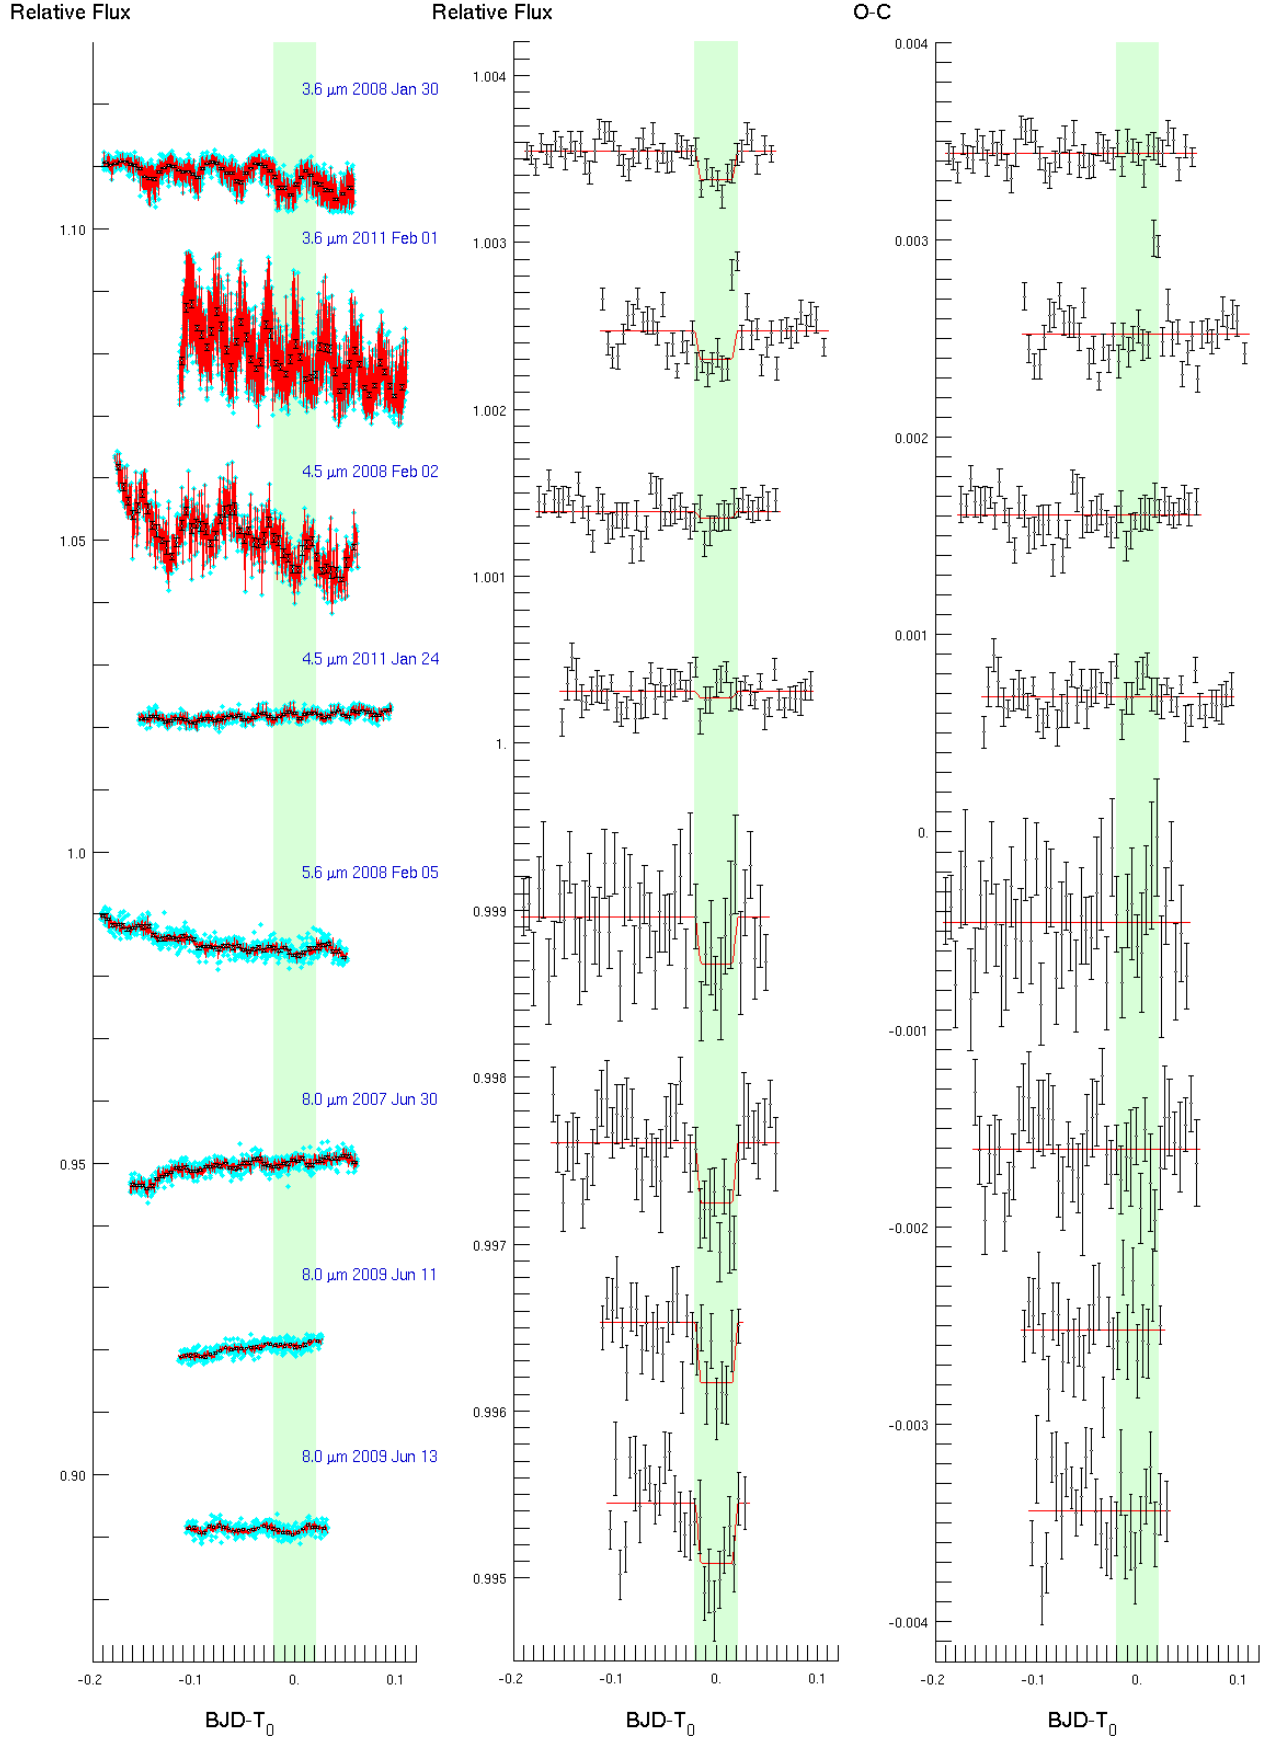 Relative Flux
Relative Flux
O-C
3.6 μm 2008 Jan 30
3.6 μm 2011 Feb 01
4.5 μm 2008 Feb 02
4.5 μm 2011 Jan 24
5.6 μm 2008 Feb 05
8.0 μm 2007 Jun 30
8.0 μm 2009 Jun 11
8.0 μm 2009 Jun 13
1.10
1.05
1.0
0.95
0.90
-0.2 -0.1 0. 0.1
BJD-T0
1.004
1.003
1.002
1.001
1.
0.999
0.998
0.997
0.996
0.995
-0.2 -0.1 0. 0.1
BJD-T0
0.004
0.003
0.002
0.001
0.
-0.001
-0.002
-0.003
-0.004
-0.2 -0.1 0. 0.1
BJD-T0